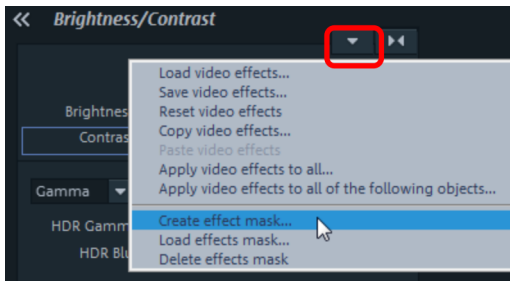 Brightness/Contrast
Load video effects...
Save video effects...
Reset video effects
Copy video effects...
Paste video effects
Apply video effects to all...
Apply video effects to all of the following objects...
Create effect mask...
Load effects mask...
Delete effects mask
Brightnes
Contras
Gamma
HDR Gamm
HDR Blu